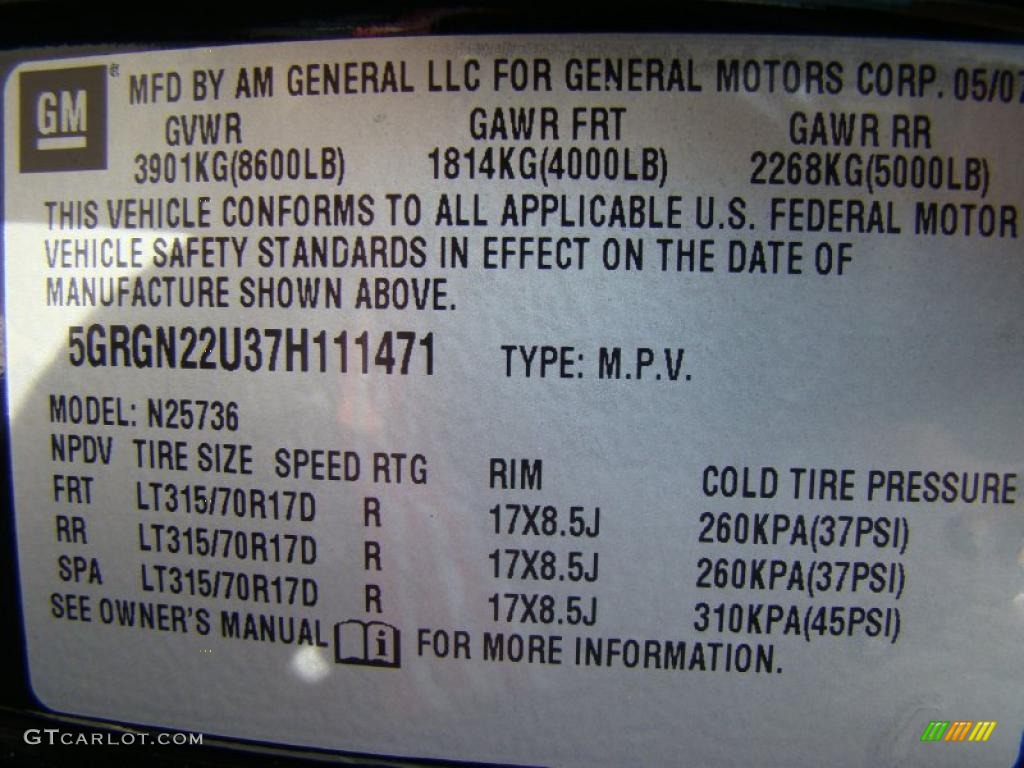 GM ® MFD BY AM GENERAL LLC FOR GENERAL MOTORS CORP. 05/07
GVWR GAWR FRT GAWR RR
3901KG(8600LB) 1814KG(4000LB) 2268KG(5000LB)
THIS VEHICLE CONFORMS TO ALL APPLICABLE U.S. FEDERAL MOTOR
VEHICLE SAFETY STANDARDS IN EFFECT ON THE DATE OF
MANUFACTURE SHOWN ABOVE.
5GRGN22U37H111471 TYPE: M.P.V.
MODEL: N25736
NPDV TIRE SIZE SPEED RTG RIM COLD TIRE PRESSURE
FRT LT315/70R17D R 17X8.5J 260KPA(37PSI)
RR LT315/70R17D R 17X8.5J 260KPA(37PSI)
SPA LT315/70R17D R 17X8.5J 310KPA(45PSI)
SEE OWNER'S MANUAL i FOR MORE INFORMATION.
GTCARLOT.COM